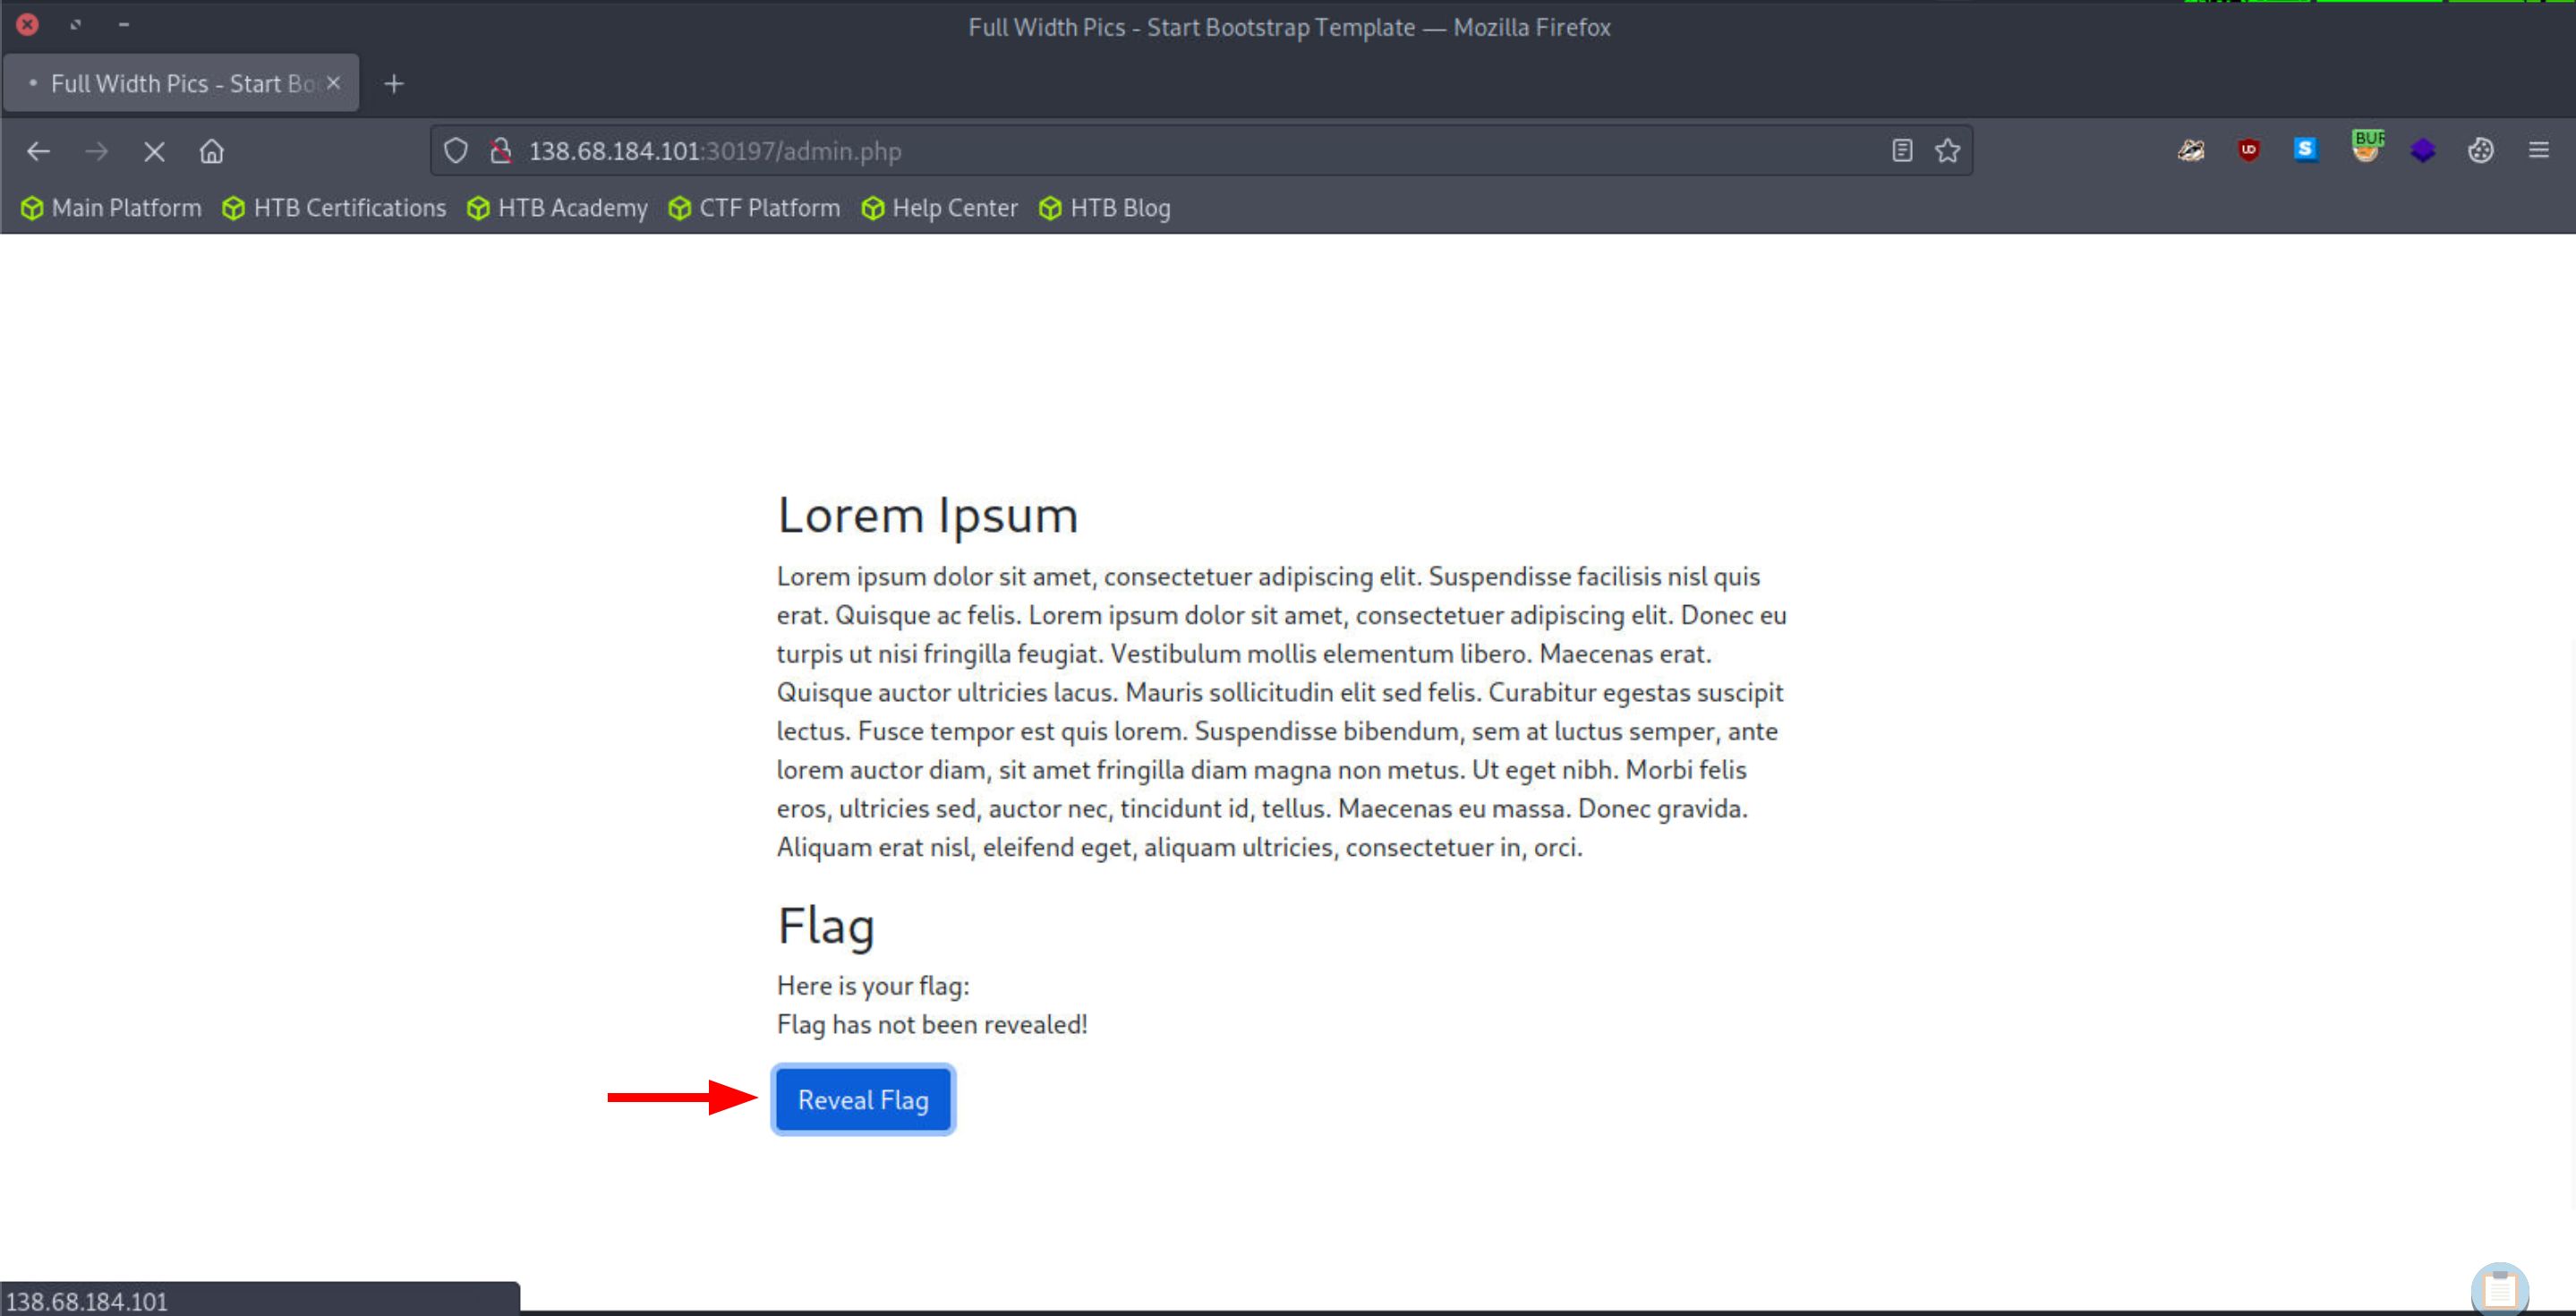 Full Width Pics - Start Bootstrap Template — Mozilla Firefox
Full Width Pics - Start Boo
138.68.184.101:30197/admin.php
BUR
Main Platform HTB Certifications HTB Academy CTF Platform Help Center HTB Blog
Lorem Ipsum
Lorem ipsum dolor sit amet, consectetuer adipiscing elit. Suspendisse facilisis nisl quis
erat. Quisque ac felis. Lorem ipsum dolor sit amet, consectetuer adipiscing elit. Donec eu
turpis ut nisi fringilla feugiat. Vestibulum mollis elementum libero. Maecenas erat.
Quisque auctor ultricies lacus. Mauris sollicitudin elit sed felis. Curabitur egestas suscipit
lectus. Fusce tempor est quis lorem. Suspendisse bibendum, sem at luctus semper, ante
lorem auctor diam, sit amet fringilla diam magna non metus. Ut eget nibh. Morbi felis
eros, ultricies sed, auctor nec, tincidunt id, tellus. Maecenas eu massa. Donec gravida.
Aliquam erat nisl, eleifend eget, aliquam ultricies, consectetuer in, orci.
Flag
Here is your flag:
Flag has not been revealed!
Reveal Flag
138.68.184.101